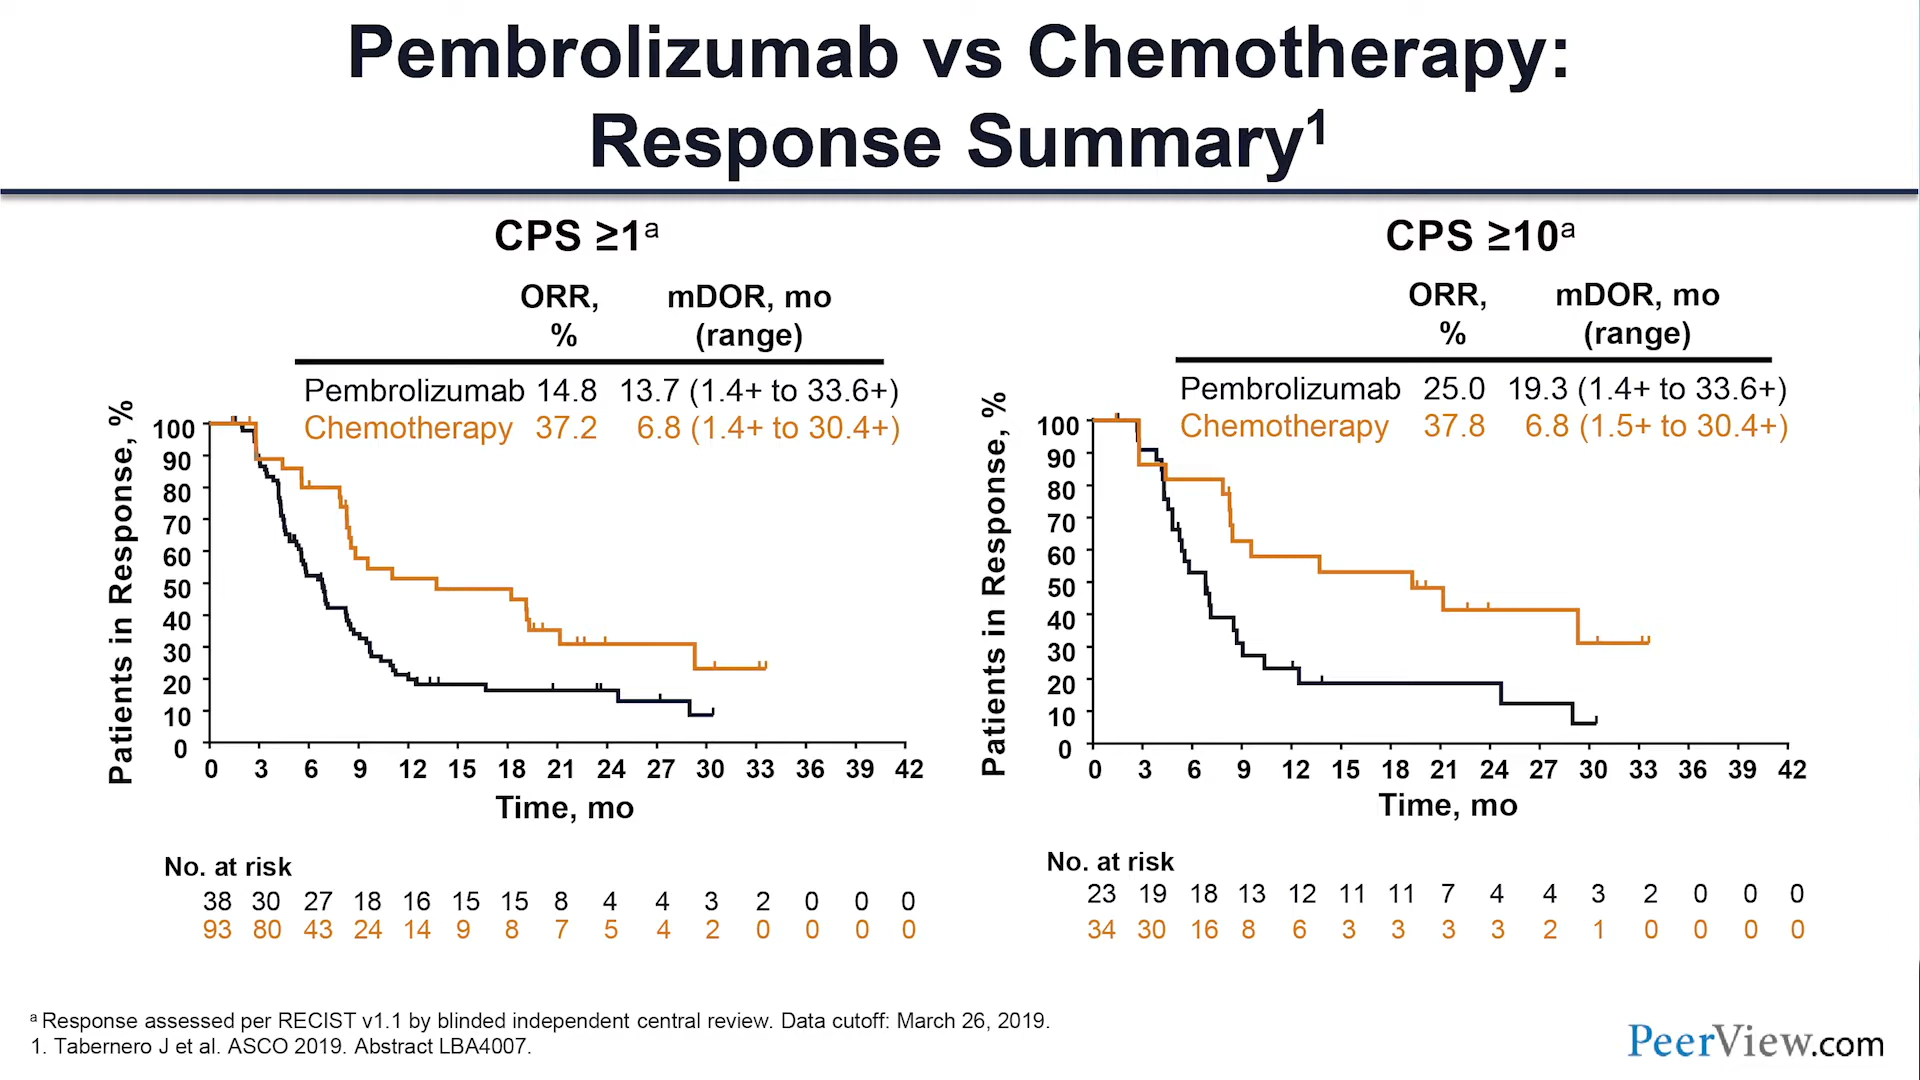 Pembrolizumab vs Chemotherapy:
Response Summary1
CPS ≥1a
ORR, %
mDOR, mo (range)
Pembrolizumab 14.8 13.7 (1.4+ to 33.6+)
Chemotherapy 37.2 6.8 (1.4+ to 30.4+)
Patients in Response, %
100
90
80
70
60
50
40
30
20
10
0
0 3 6 9 12 15 18 21 24 27 30 33 36 39 42
Time, mo
No. at risk
38 30 27 18 16 15 15 8 4 4 3 2 0 0 0
93 80 43 24 14 9 8 7 5 4 2 0 0 0 0
CPS ≥10a
ORR, %
mDOR, mo (range)
Pembrolizumab 25.0 19.3 (1.4+ to 33.6+)
Chemotherapy 37.8 6.8 (1.5+ to 30.4+)
Patients in Response, %
100
90
80
70
60
50
40
30
20
10
0
0 3 6 9 12 15 18 21 24 27 30 33 36 39 42
Time, mo
No. at risk
23 19 18 13 12 11 11 7 4 4 3 2 0 0 0
34 30 16 8 6 3 3 3 3 2 1 0 0 0 0
a Response assessed per RECIST v1.1 by blinded independent central review. Data cutoff: March 26, 2019.
1. Tabernero J et al. ASCO 2019. Abstract LBA4007.
PeerView.com